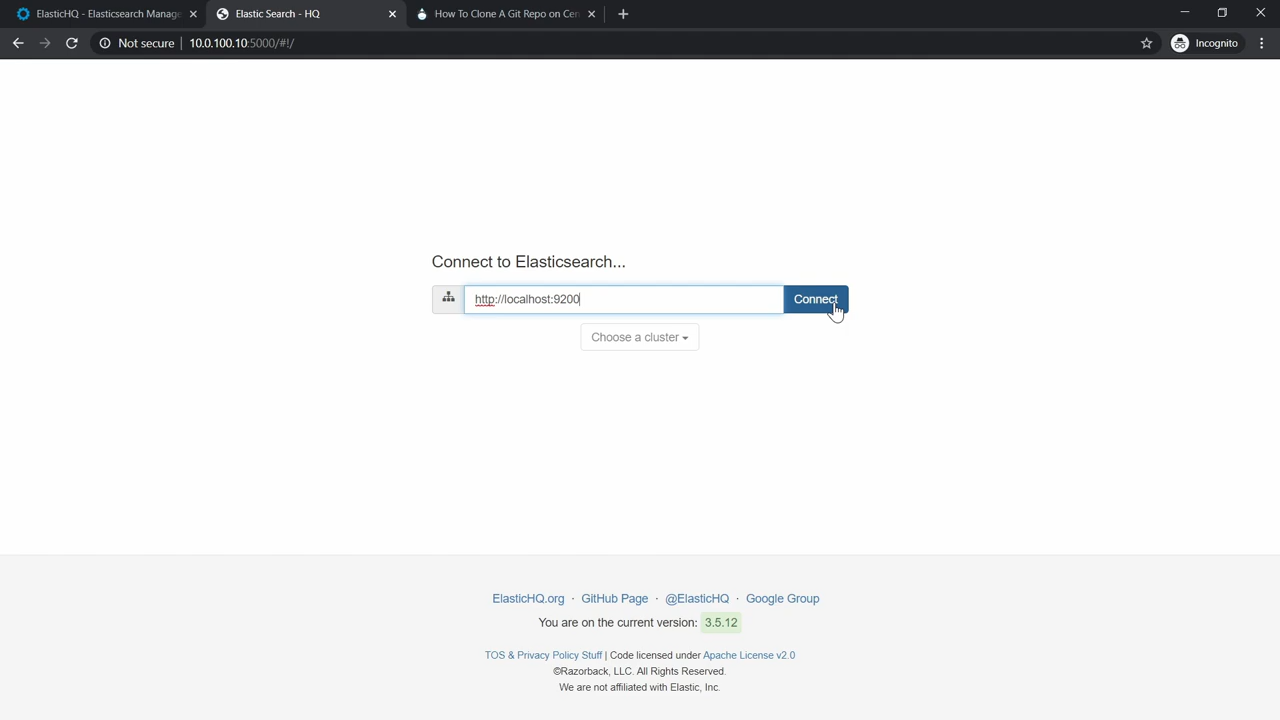 ElasticHQ - Elasticsearch Manage
Elastic Search - HQ
How To Clone A Git Repo on Cen
Not secure
10.0.100.10:5000/#!/
Incognito
Connect to Elasticsearch...
http://localhost:9200
Connect
Choose a cluster
ElasticHQ.org · GitHub Page · @ElasticHQ · Google Group
You are on the current version: 3.5.12
TOS & Privacy Policy Stuff | Code licensed under Apache License v2.0
©Razorback, LLC. All Rights Reserved.
We are not affiliated with Elastic, Inc.